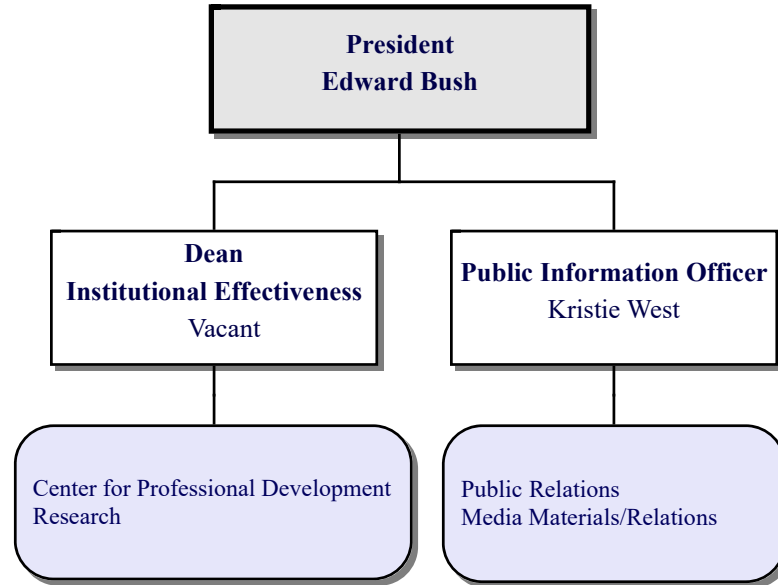 President
Edward Bush
Dean
Institutional Effectiveness
Vacant
Public Information Officer
Kristie West
Center for Professional Development
Research
Public Relations
Media Materials/Relations